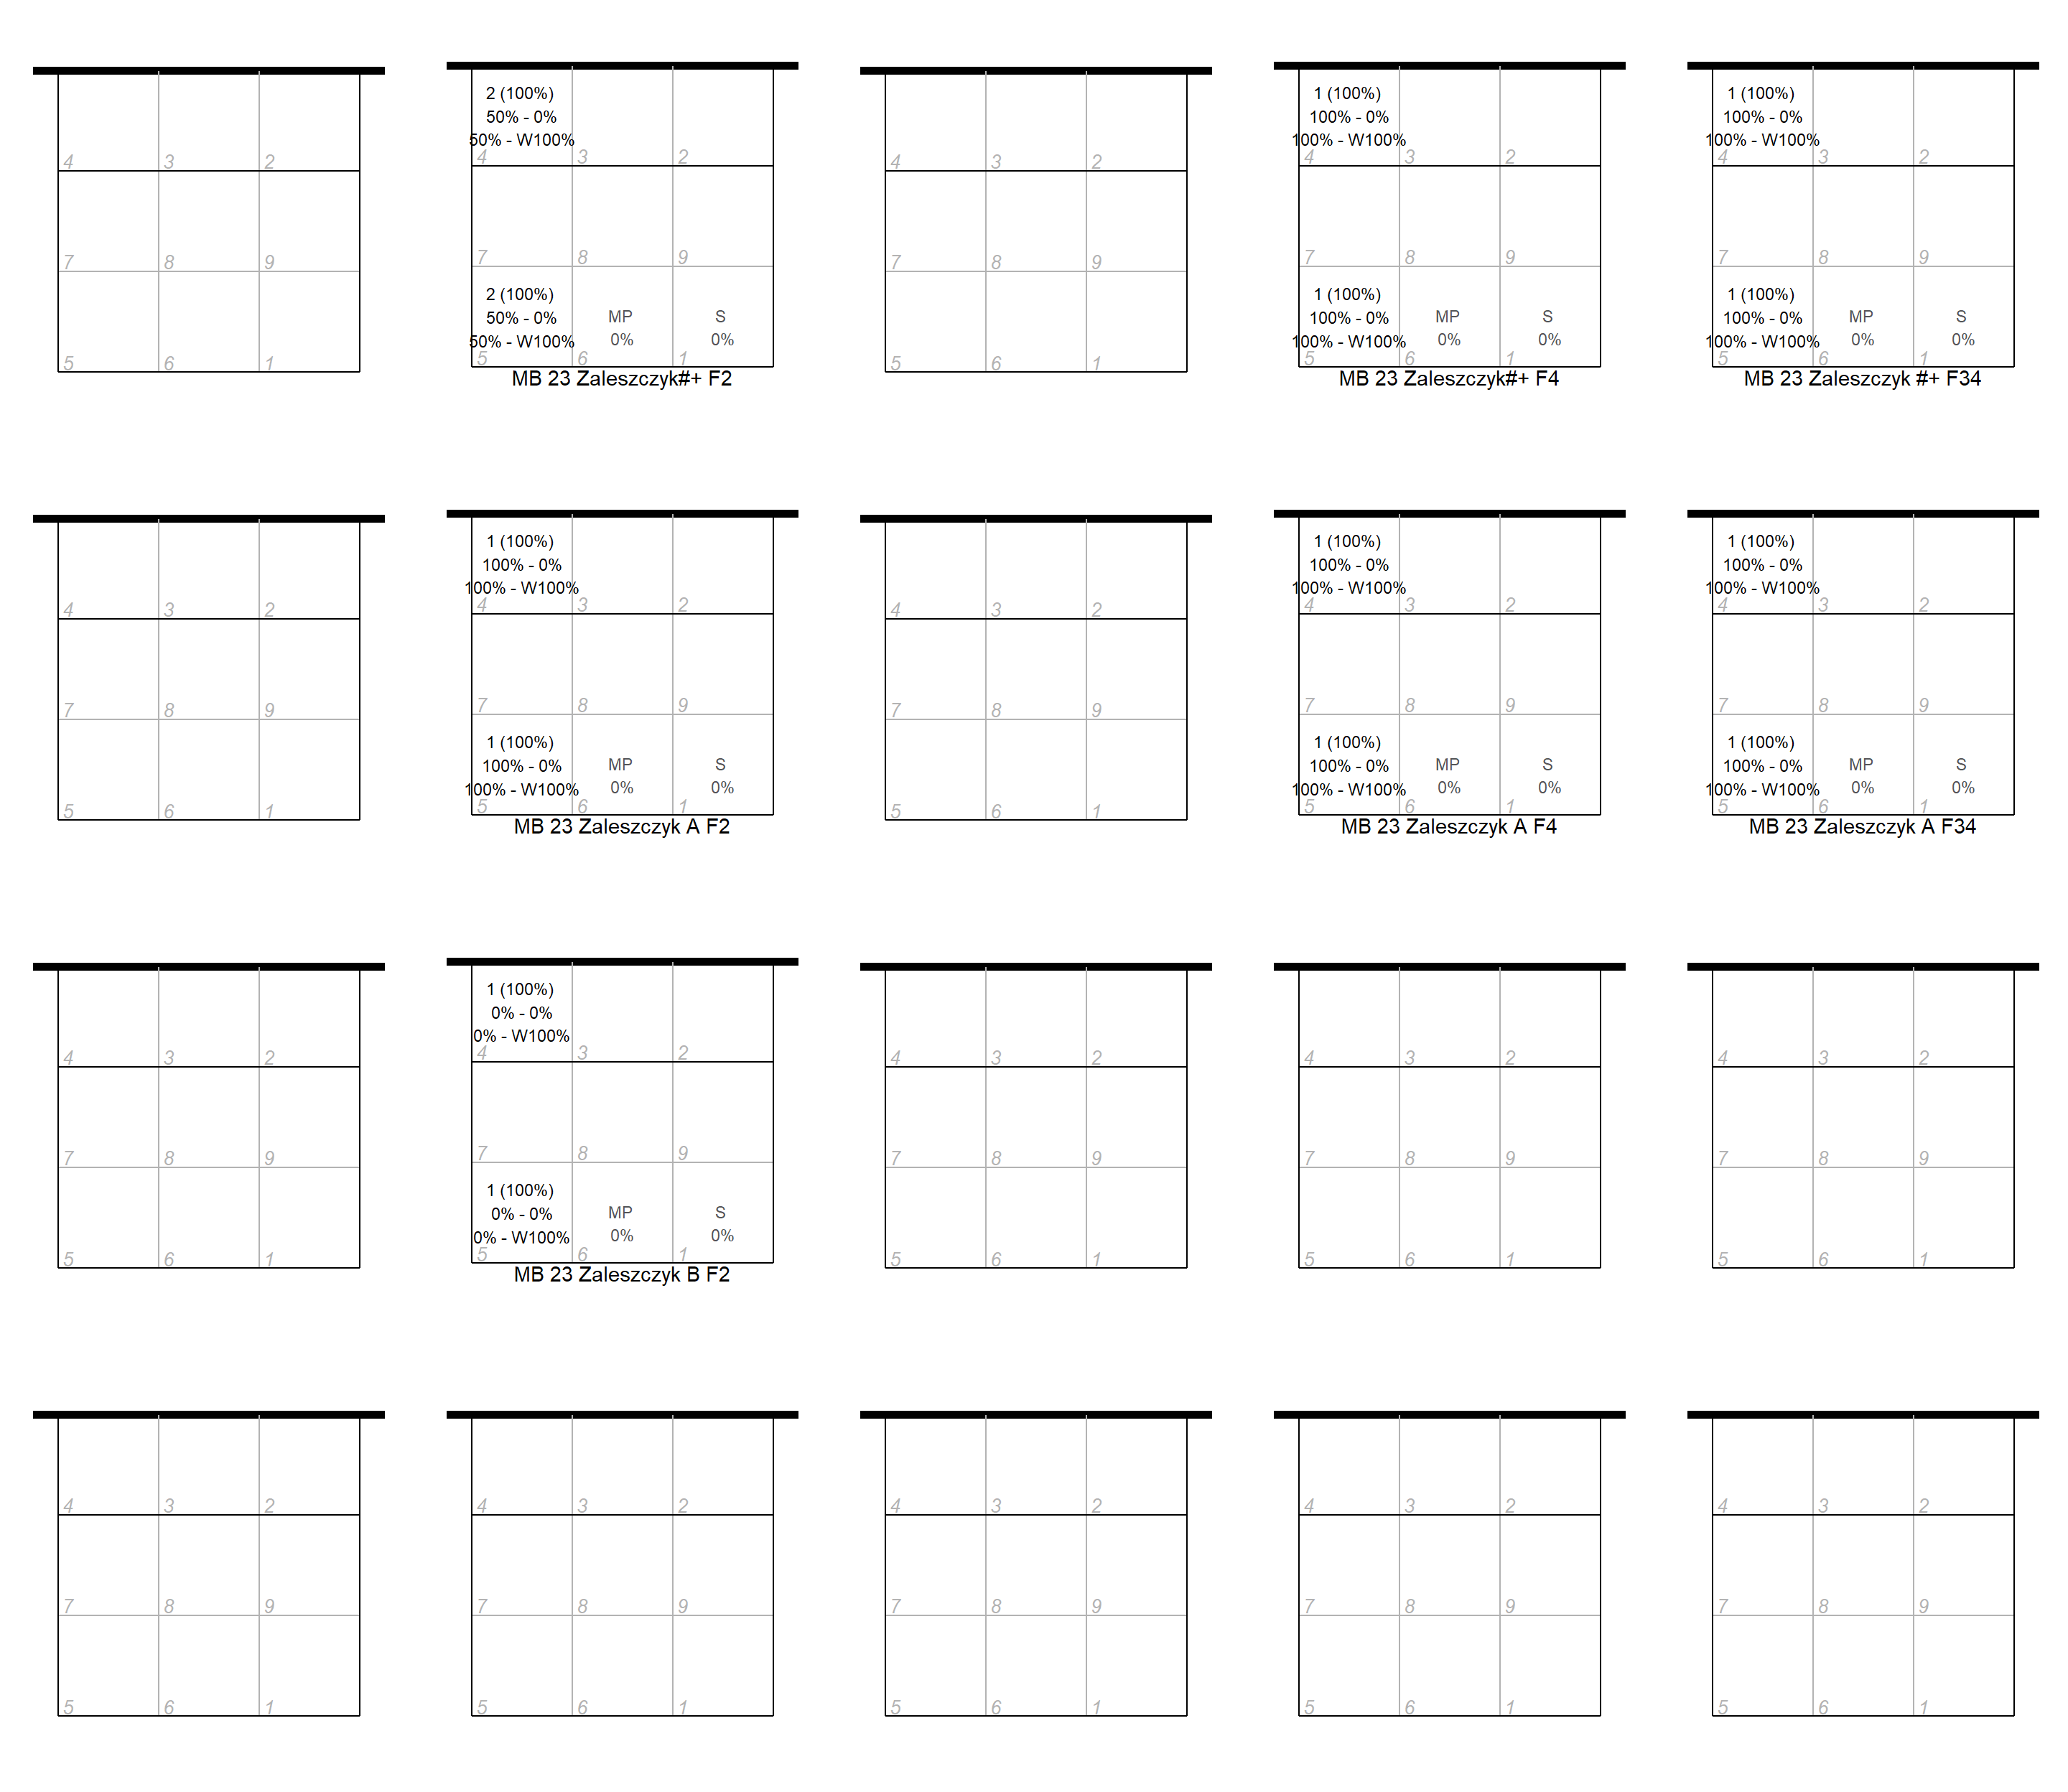 4 3 2
7 8 9
5 6 1
2 (100%)
50% - 0%
50% - W100%
4 3 2
7 8 9
2 (100%)
50% - 0% MP S
50% - W100% 0% 0%
5 6 1
MB 23 Zaleszczyk#+ F2
4 3 2
7 8 9
5 6 1
1 (100%)
100% - 0%
100% - W100%
4 3 2
7 8 9
1 (100%)
100% - 0% MP S
100% - W100% 0% 0%
5 6 1
MB 23 Zaleszczyk#+ F4
1 (100%)
100% - 0%
100% - W100%
4 3 2
7 8 9
1 (100%)
100% - 0% MP S
100% - W100% 0% 0%
5 6 1
MB 23 Zaleszczyk #+ F34
4 3 2
7 8 9
5 6 1
1 (100%)
100% - 0%
100% - W100%
4 3 2
7 8 9
1 (100%)
100% - 0% MP S
100% - W100% 0% 0%
5 6 1
MB 23 Zaleszczyk A F2
4 3 2
7 8 9
5 6 1
1 (100%)
100% - 0%
100% - W100%
4 3 2
7 8 9
1 (100%)
100% - 0% MP S
100% - W100% 0% 0%
5 6 1
MB 23 Zaleszczyk A F4
1 (100%)
100% - 0%
100% - W100%
4 3 2
7 8 9
1 (100%)
100% - 0% MP S
100% - W100% 0% 0%
5 6 1
MB 23 Zaleszczyk A F34
4 3 2
7 8 9
5 6 1
1 (100%)
0% - 0%
0% - W100%
4 3 2
7 8 9
1 (100%)
0% - 0% MP S
0% - W100% 0% 0%
5 6 1
MB 23 Zaleszczyk B F2
4 3 2
7 8 9
5 6 1
4 3 2
7 8 9
5 6 1
4 3 2
7 8 9
5 6 1
4 3 2
7 8 9
5 6 1
4 3 2
7 8 9
5 6 1
4 3 2
7 8 9
5 6 1
4 3 2
7 8 9
5 6 1
4 3 2
7 8 9
5 6 1